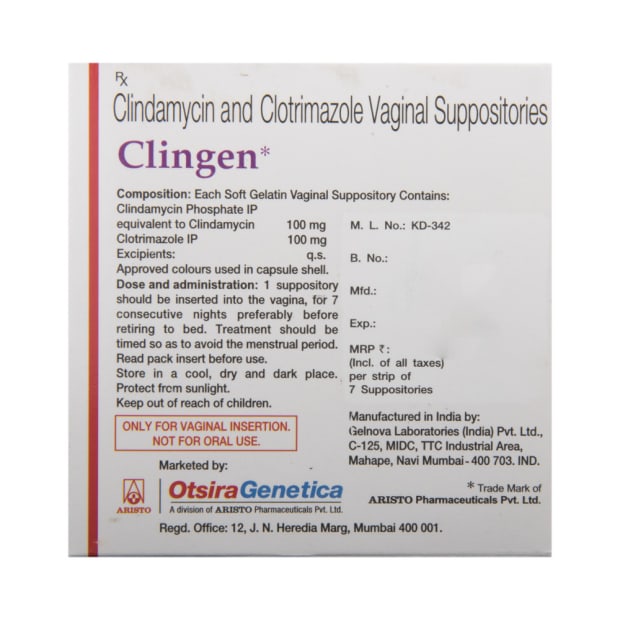 Rx
Clindamycin and Clotrimazole Vaginal Suppositories
Clingen*
Composition: Each Soft Gelatin Vaginal Suppository Contains:
Clindamycin Phosphate IP
equivalent to Clindamycin 100 mg
Clotrimazole IP 100 mg
Excipients: q.s.
Approved colours used in capsule shell.
Dose and administration: 1 suppository
should be inserted into the vagina, for 7
consecutive nights preferably before
retiring to bed. Treatment should be
timed so as to avoid the menstrual period.
Read pack insert before use.
Store in a cool, dry and dark place.
Protect from sunlight.
Keep out of reach of children.
ONLY FOR VAGINAL INSERTION.
NOT FOR ORAL USE.
M. L. No.: KD-342
B. No.:
Mfd.:
Exp.:
MRP ₹:
(Incl. of all taxes)
per strip of
7 Suppositories
Manufactured in India by:
Gelnova Laboratories (India) Pvt. Ltd.,
C-125, MIDC, TTC Industrial Area,
Mahape, Navi Mumbai - 400 703. IND.
Marketed by:
ARISTO
OtsiraGenetica
A division of ARISTO Pharmaceuticals Pvt. Ltd.
* Trade Mark of
ARISTO Pharmaceuticals Pvt. Ltd.
Regd. Office: 12, J. N. Heredia Marg, Mumbai 400 001.